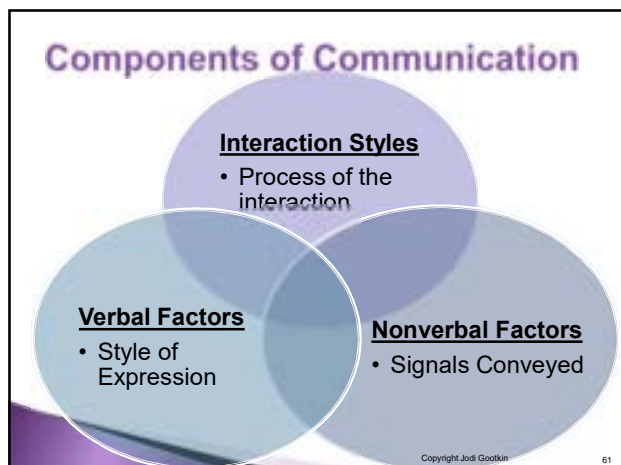 Components of Communication
Interaction Styles
• Process of the
interaction
Verbal Factors
• Style of
Expression
Nonverbal Factors
• Signals Conveyed
Copyright Jodi Gootkin
61